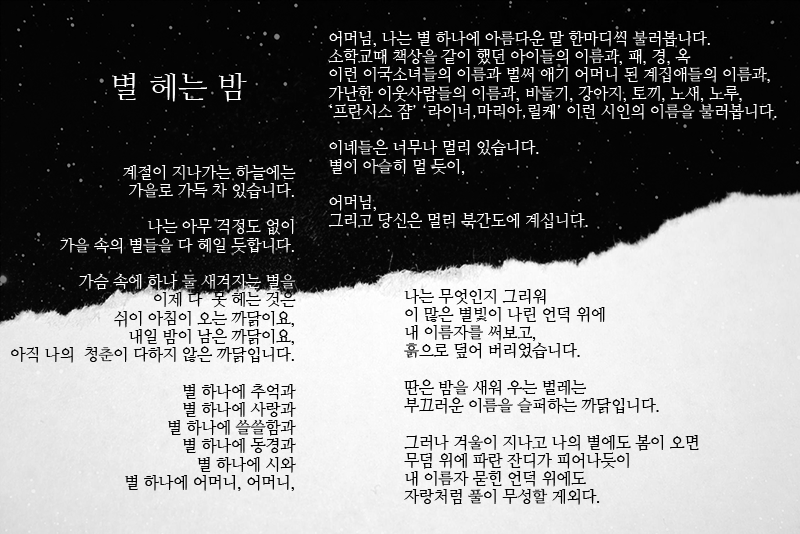 별 헤는 밤
계절이 지나가는 하늘에는
가을로 가득 차 있습니다.
나는 아무 걱정도 없이
가을 속의 별들을 다 헤일 듯합니다.
가슴 속에 하나 둘 새겨지는 별을
이제 다 못 헤는 것은
쉬이 아침이 오는 까닭이요,
내일 밤이 남은 까닭이요,
아직 나의 청춘이 다하지 않은 까닭입니다.
별 하나에 추억과
별 하나에 사랑과
별 하나에 쓸쓸함과
별 하나에 동경과
별 하나에 시와
별 하나에 어머니, 어머니,
어머님, 나는 별 하나에 아름다운 말 한마디씩 불러봅니다.
소학교때 책상을 같이 했던 아이들의 이름과, 패, 경, 옥
이런 이국소녀들의 이름과 벌써 애기 어머니 된 계집애들의 이름과,
가난한 이웃사람들의 이름과, 비둘기, 강아지, 토끼, 노새, 노루,
‘프란시스 쟘’ ‘라이너,마리아,릴케’ 이런 시인의 이름을 불러봅니다.
이네들은 너무나 멀리 있습니다.
별이 아슬히 멀 듯이,
어머님,
그리고 당신은 멀리 북간도에 계십니다.
나는 무엇인지 그리워
이 많은 별빛이 나린 언덕 위에
내 이름자를 써보고,
흙으로 덮어 버리었습니다.
딴은 밤을 새워 우는 벌레는
부끄러운 이름을 슬퍼하는 까닭입니다.
그러나 겨울이 지나고 나의 별에도 봄이 오면
무덤 위에 파란 잔디가 피어나듯이
내 이름자 묻힌 언덕 위에도
자랑처럼 풀이 무성할 게외다.